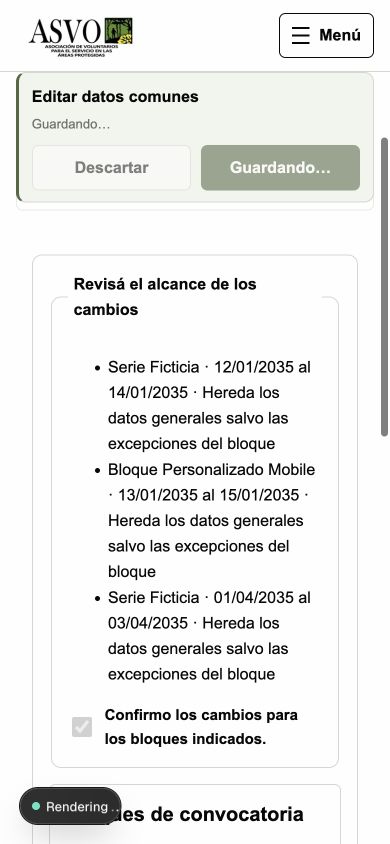 ASVO
ASOCIACIÓN DE VOLUNTARIOS
PARA EL SERVICIO EN LAS
ÁREAS PROTEGIDAS
Menú
Editar datos comunes
Guardando…
Descartar
Guardando…
Revisá el alcance de los
cambios
• Serie Ficticia · 12/01/2035 al
14/01/2035 · Hereda los
datos generales salvo las
excepciones del bloque
• Bloque Personalizado Mobile
· 13/01/2035 al 15/01/2035 ·
Hereda los datos generales
salvo las excepciones del
bloque
• Serie Ficticia · 01/04/2035 al
03/04/2035 · Hereda los
datos generales salvo las
excepciones del bloque
Confirmo los cambios para
los bloques indicados.
de convocatoria
Rendering ...